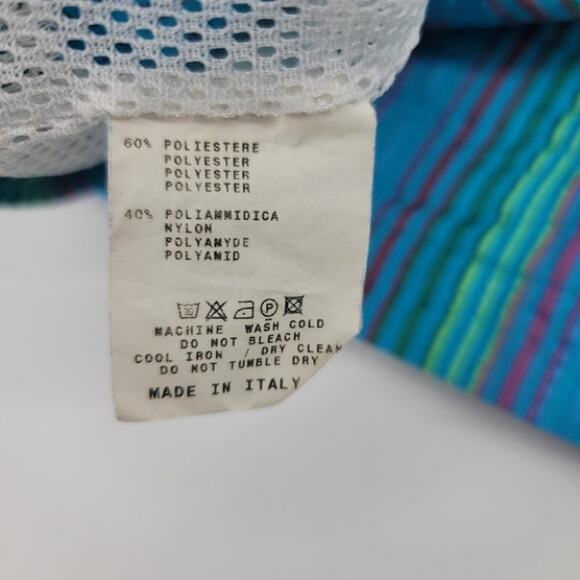 60% POLIESTERE
POLYESTER
POLYESTER
POLYESTER
40% POLIAMMIDICA
NYLON
POLYAMYDE
POLYAMID
P
MACHINE WASH COLD
DO NOT BLEACH
COOL IRON / DRY CLEAN
DO NOT TUMBLE DRY
MADE IN ITALY